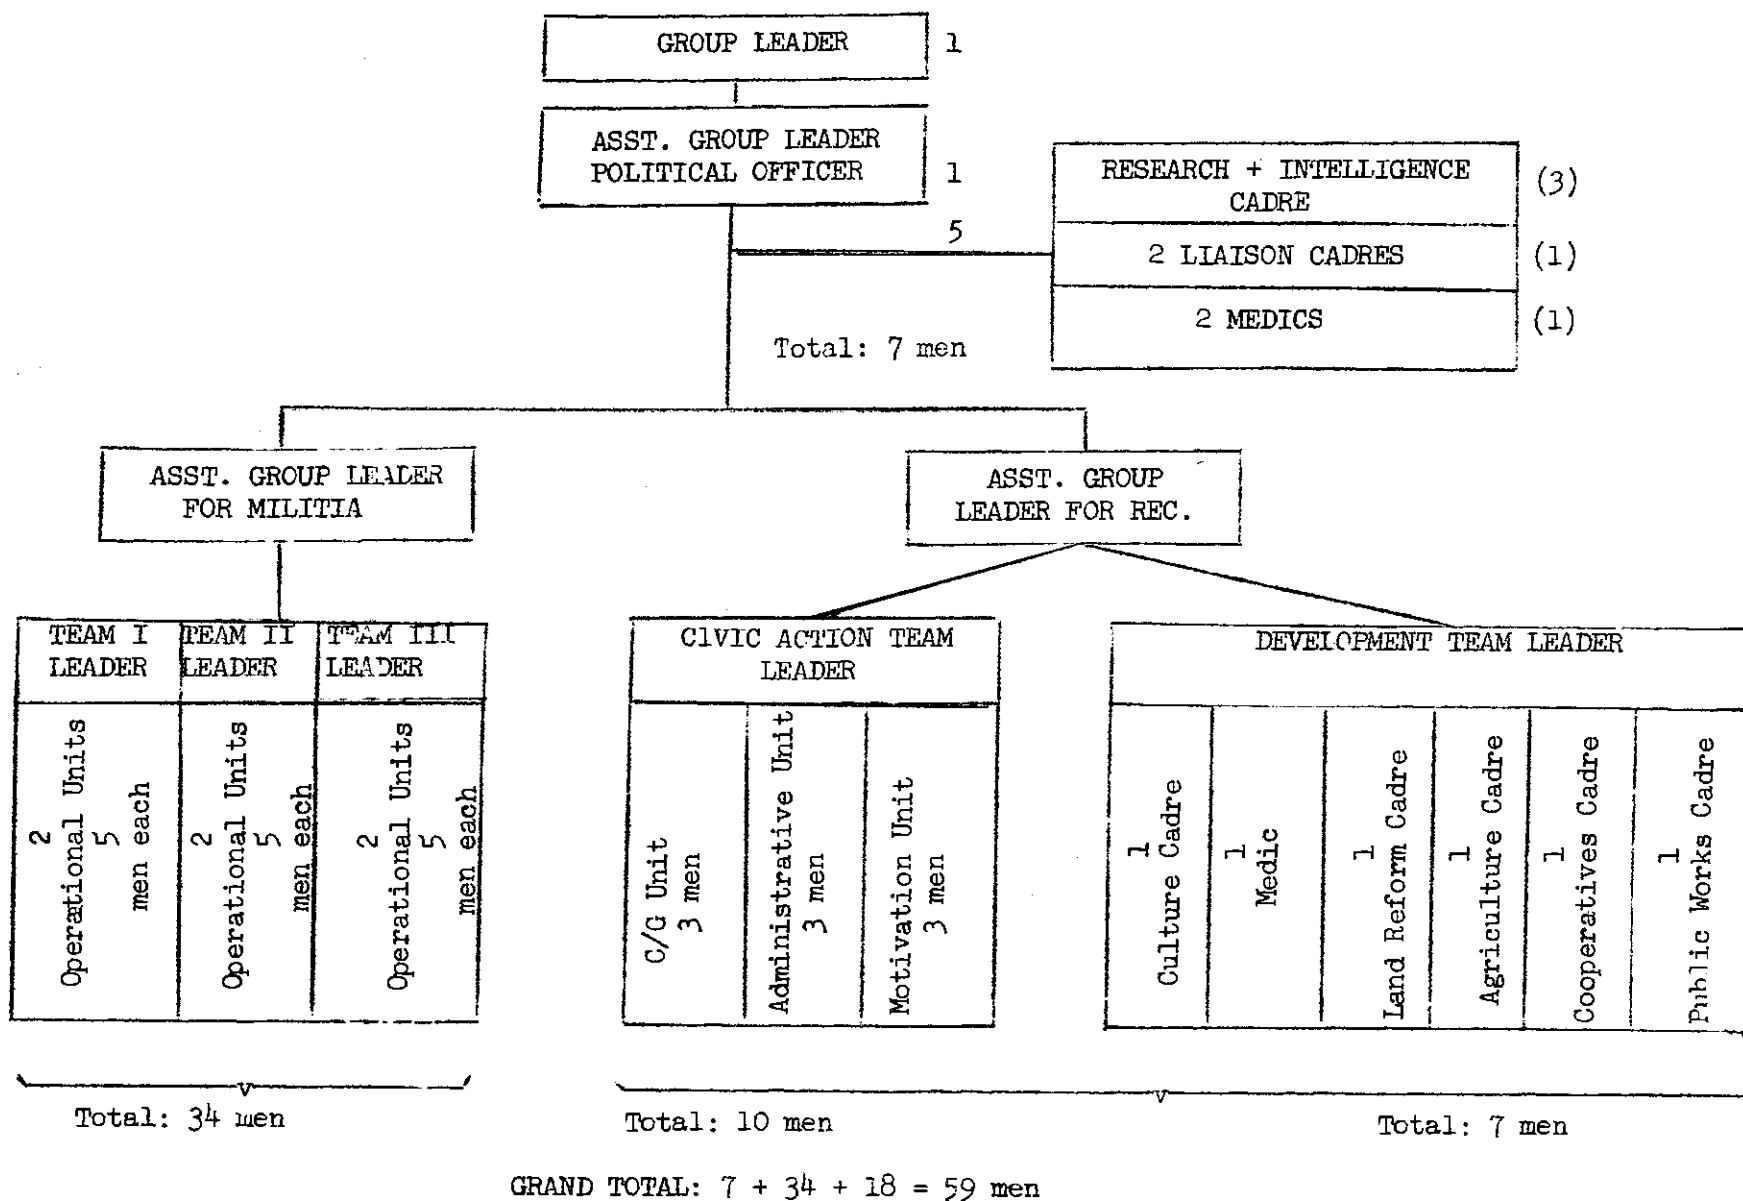 GROUP LEADER 1
ASST. GROUP LEADER
POLITICAL OFFICER 1
5
RESEARCH + INTELLIGENCE
CADRE
(3)
2 LIAISON CADRES (1)
2 MEDICS (1)
Total: 7 men
ASST. GROUP LEADER
FOR MILITIA
ASST. GROUP
LEADER FOR REC.
TEAM I
LEADER
TEAM II
LEADER
TEAM III
LEADER
2
Operational Units
5
men each
2
Operational Units
5
men each
2
Operational Units
5
men each
CIVIC ACTION TEAM
LEADER
C/G Unit
3 men
Administrative Unit
3 men
Motivation Unit
3 men
DEVELOPMENT TEAM LEADER
1
Culture Cadre
1
Medic
1
Land Reform Cadre
1
Agriculture Cadre
1
Cooperatives Cadre
1
Public Works Cadre
Total: 34 men
Total: 10 men
Total: 7 men
GRAND TOTAL: 7 + 34 + 18 = 59 men